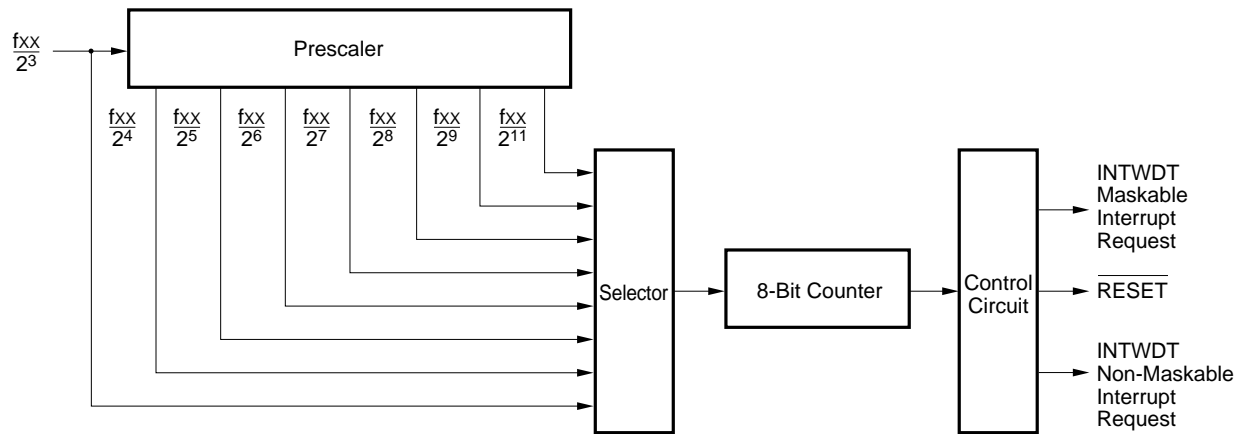 fXX
2³
Prescaler
fXX
2⁴
fXX
2⁵
fXX
2⁶
fXX
2⁷
fXX
2⁸
fXX
2⁹
fXX
2¹¹
Selector
8-Bit Counter
Control
Circuit
INTWDT
Maskable
Interrupt
Request
RESET
INTWDT
Non-Maskable
Interrupt
Request